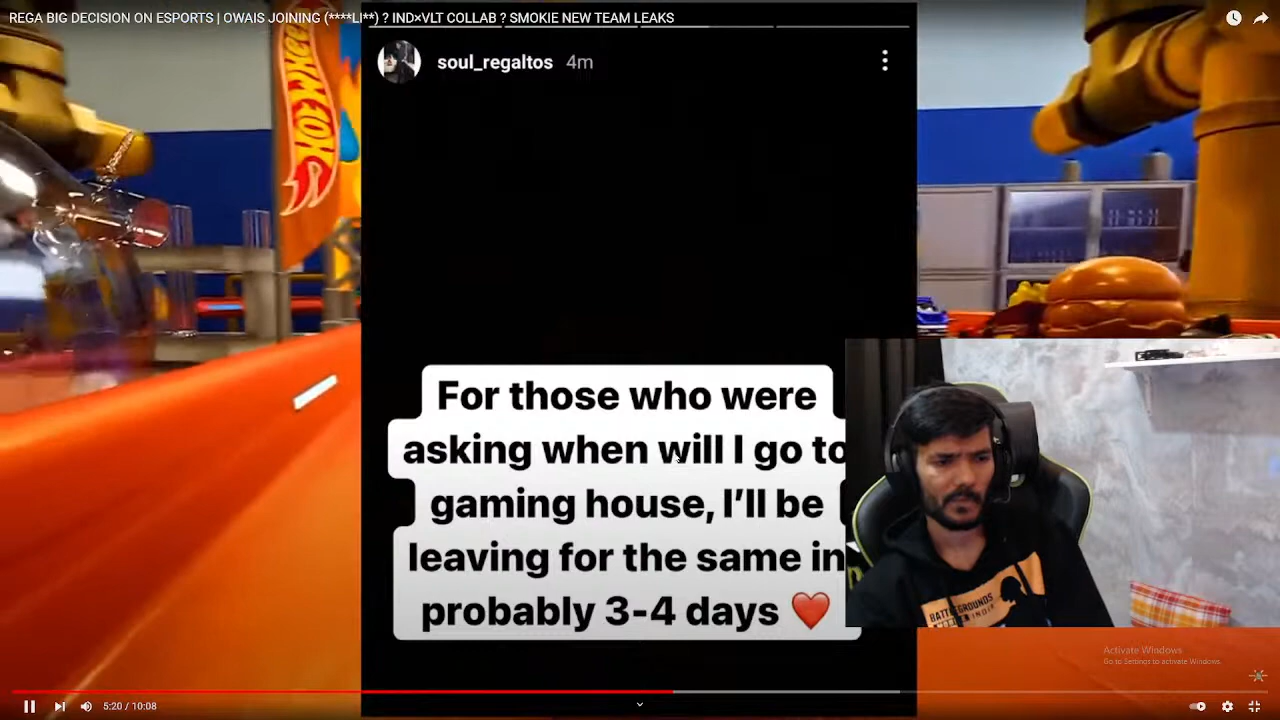 REGA BIG DECISION ON ESPORTS | OWAIS JOINING (****LI**) ? IND×VLT COLLAB ? SMOKIE NEW TEAM LEAKS
soul_regaltos 4m
HOT WHEELS
For those who were
asking when will I go to
gaming house, I’ll be
leaving for the same in
probably 3-4 days ❤️
Activate Windows
Go to Settings to activate Windows.
5:20 / 10:08